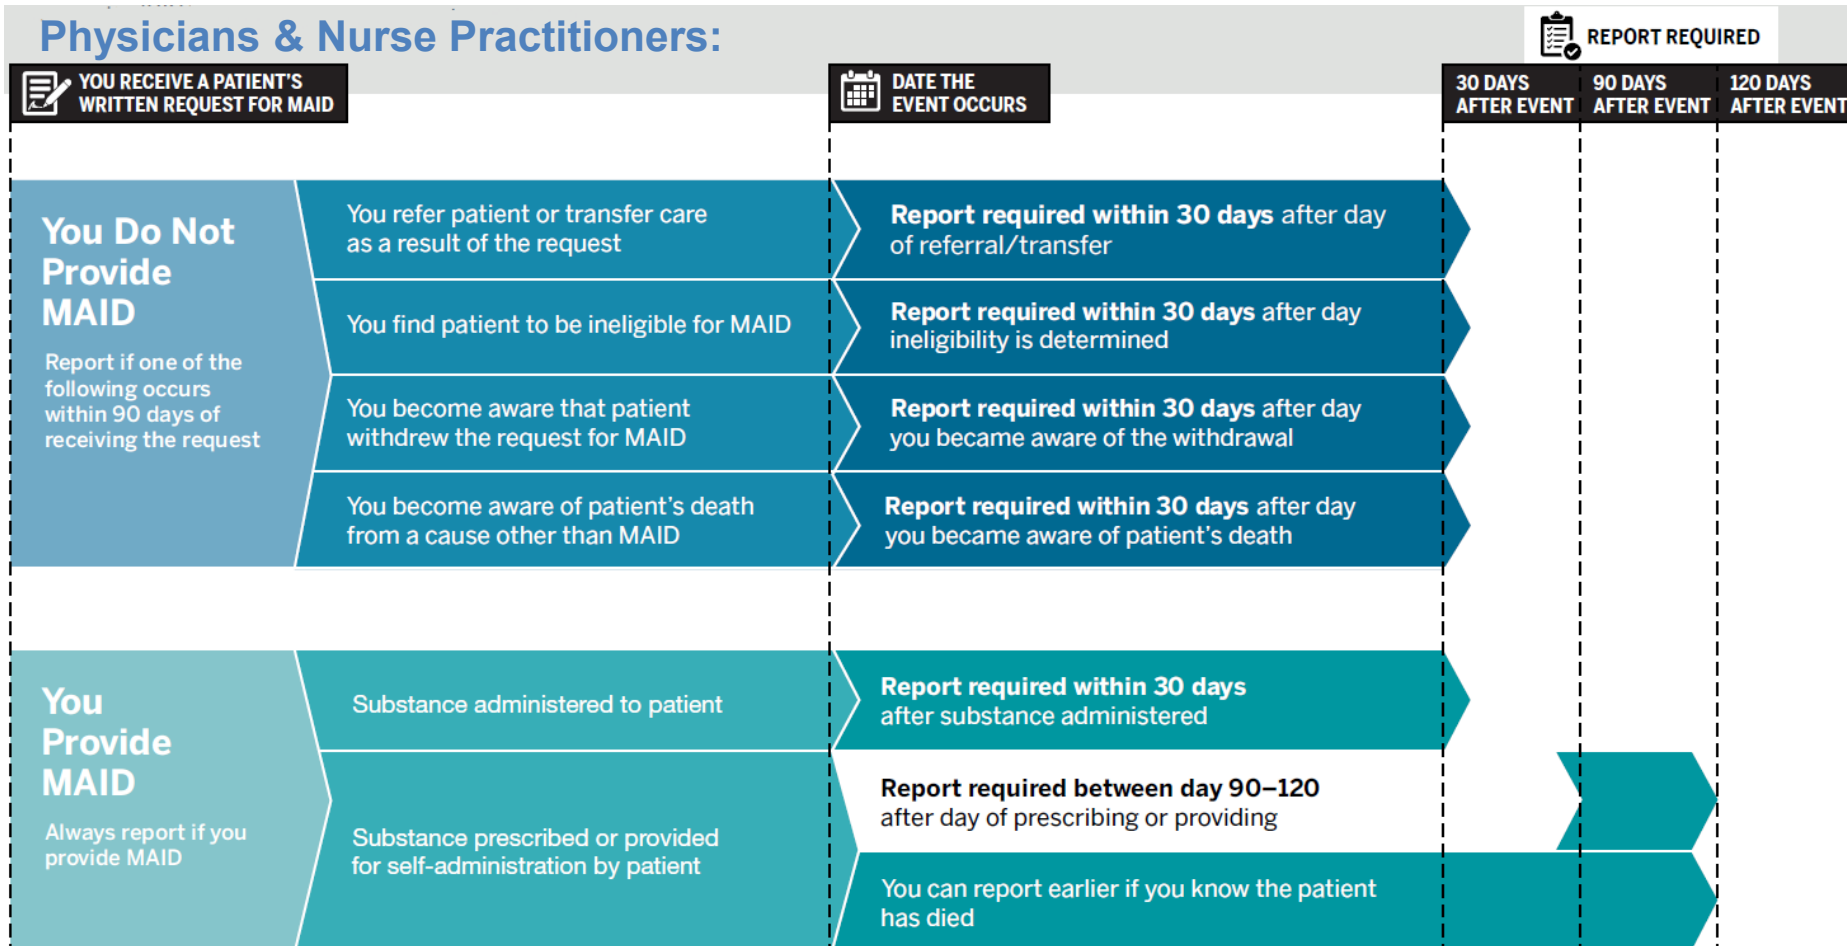 Physicians & Nurse Practitioners:
REPORT REQUIRED
YOU RECEIVE A PATIENT'S
WRITTEN REQUEST FOR MAID
DATE THE
EVENT OCCURS
30 DAYS
AFTER EVENT
90 DAYS
AFTER EVENT
120 DAYS
AFTER EVENT
You Do Not
Provide
MAID
Report if one of the
following occurs
within 90 days of
receiving the request
You refer patient or transfer care
as a result of the request
Report required within 30 days after day
of referral/transfer
You find patient to be ineligible for MAID
Report required within 30 days after day
ineligibility is determined
You become aware that patient
withdrew the request for MAID
Report required within 30 days after day
you became aware of the withdrawal
You become aware of patient's death
from a cause other than MAID
Report required within 30 days after day
you became aware of patient's death
You
Provide
MAID
Always report if you
provide MAID
Substance administered to patient
Report required within 30 days
after substance administered
Substance prescribed or provided
for self-administration by patient
Report required between day 90–120
after day of prescribing or providing
You can report earlier if you know the patient
has died